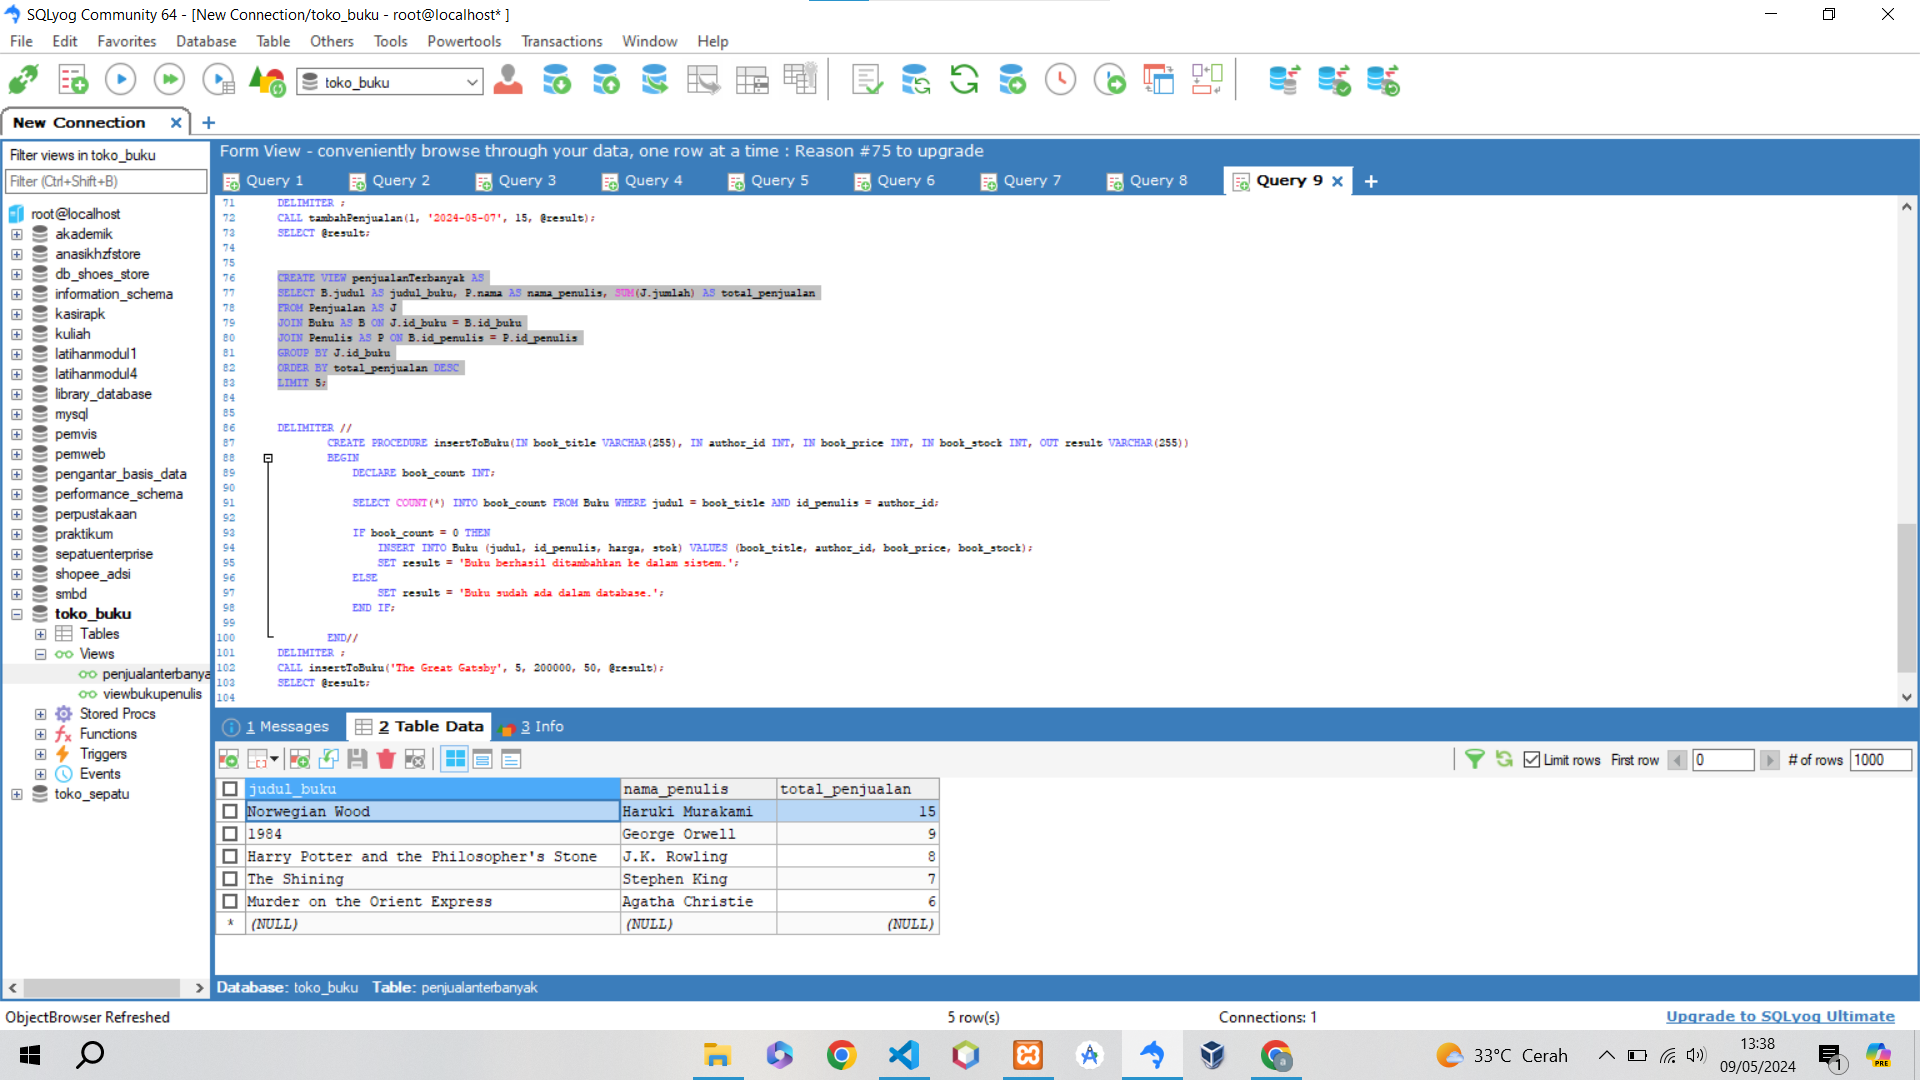 SQLyog Community 64 - [New Connection/toko_buku - root@localhost* ]
File Edit Favorites Database Table Others Tools Powertools Transactions Window Help
toko_buku
New Connection
Form View - conveniently browse through your data, one row at a time : Reason #75 to upgrade
Query 1 Query 2 Query 3 Query 4 Query 5 Query 6 Query 7 Query 8 Query 9
Filter views in toko_buku
Filter (Ctrl+Shift+B)
root@localhost
akademik
anasikhzfstore
db_shoes_store
information_schema
kasirapk
kuliah
latihanmodul1
latihanmodul4
library_database
mysql
pemvis
pemweb
pengantar_basis_data
performance_schema
perpustakaan
praktikum
sepatuenterprise
shopee_adsi
smbd
toko_buku
Tables
Views
penjualanterbanya
viewbukupenulis
Stored Procs
Functions
Triggers
Events
toko_sepatu
71 DELIMITER ;
72 CALL tambahPenjualan(1, '2024-05-07', 15, @result);
73 SELECT @result;
74
75
76 CREATE VIEW penjualanTerbanyak AS
77 SELECT B.judul AS judul_buku, P.nama AS nama_penulis, SUM(J.jumlah) AS total_penjualan
78 FROM Penjualan AS J
79 JOIN Buku AS B ON J.id_buku = B.id_buku
80 JOIN Penulis AS P ON B.id_penulis = P.id_penulis
81 GROUP BY J.id_buku
82 ORDER BY total_penjualan DESC
83 LIMIT 5;
84
85
86 DELIMITER //
87 CREATE PROCEDURE insertToBuku(IN book_title VARCHAR(255), IN author_id INT, IN book_price INT, IN book_stock INT, OUT result VARCHAR(255))
88 BEGIN
89 DECLARE book_count INT;
90
91 SELECT COUNT(*) INTO book_count FROM Buku WHERE judul = book_title AND id_penulis = author_id;
92
93 IF book_count = 0 THEN
94 INSERT INTO Buku (judul, id_penulis, harga, stok) VALUES (book_title, author_id, book_price, book_stock);
95 SET result = 'Buku berhasil ditambahkan ke dalam sistem.';
96 ELSE
97 SET result = 'Buku sudah ada dalam database.';
98 END IF;
99
100 END//
101 DELIMITER ;
102 CALL insertToBuku('The Great Gatsby', 5, 200000, 50, @result);
103 SELECT @result;
104
1 Messages 2 Table Data 3 Info
Limit rows First row 0 # of rows 1000
judul_buku nama_penulis total_penjualan
Norwegian Wood Haruki Murakami 15
1984 George Orwell 9
Harry Potter and the Philosopher's Stone J.K. Rowling 8
The Shining Stephen King 7
Murder on the Orient Express Agatha Christie 6
* (NULL) (NULL) (NULL)
Database: toko_buku Table: penjualanterbanyak
ObjectBrowser Refreshed 5 row(s) Connections: 1 Upgrade to SQLyog Ultimate
33°C Cerah
13:38
09/05/2024
1
PRE